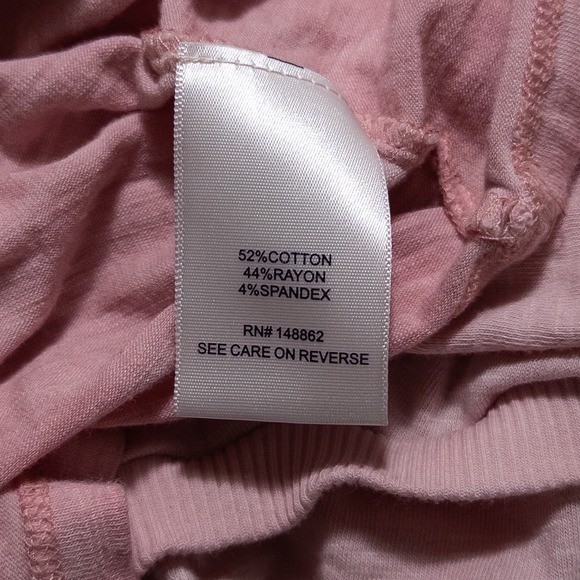 52%COTTON
44%RAYON
4%SPANDEX
RN# 148862
SEE CARE ON REVERSE